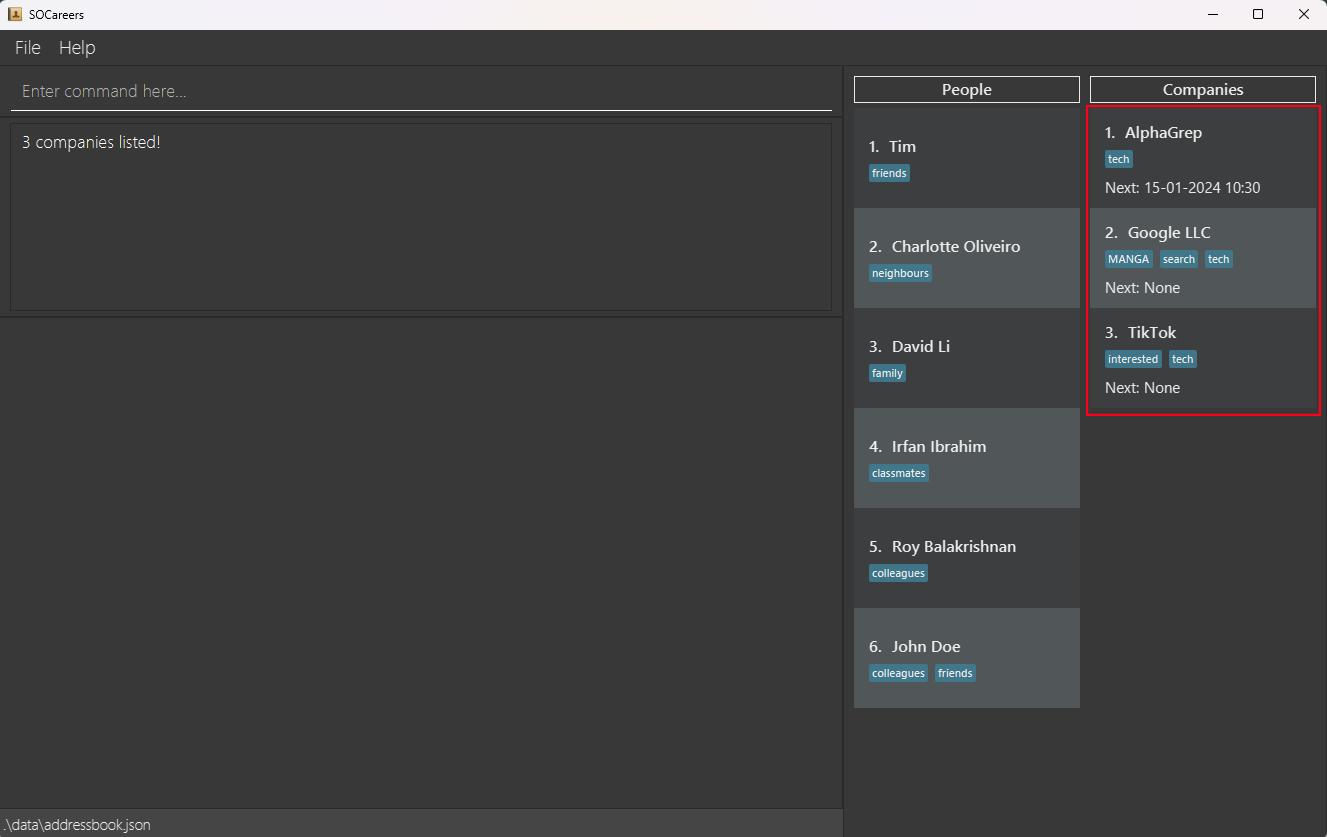 SOCareers
File Help
Enter command here...
3 companies listed!
People
1. Tim
friends
2. Charlotte Oliveiro
neighbours
3. David Li
family
4. Irfan Ibrahim
classmates
5. Roy Balakrishnan
colleagues
6. John Doe
colleagues friends
Companies
1. AlphaGrep
tech
Next: 15-01-2024 10:30
2. Google LLC
MANGA search tech
Next: None
3. TikTok
interested tech
Next: None
.\data\addressbook.json